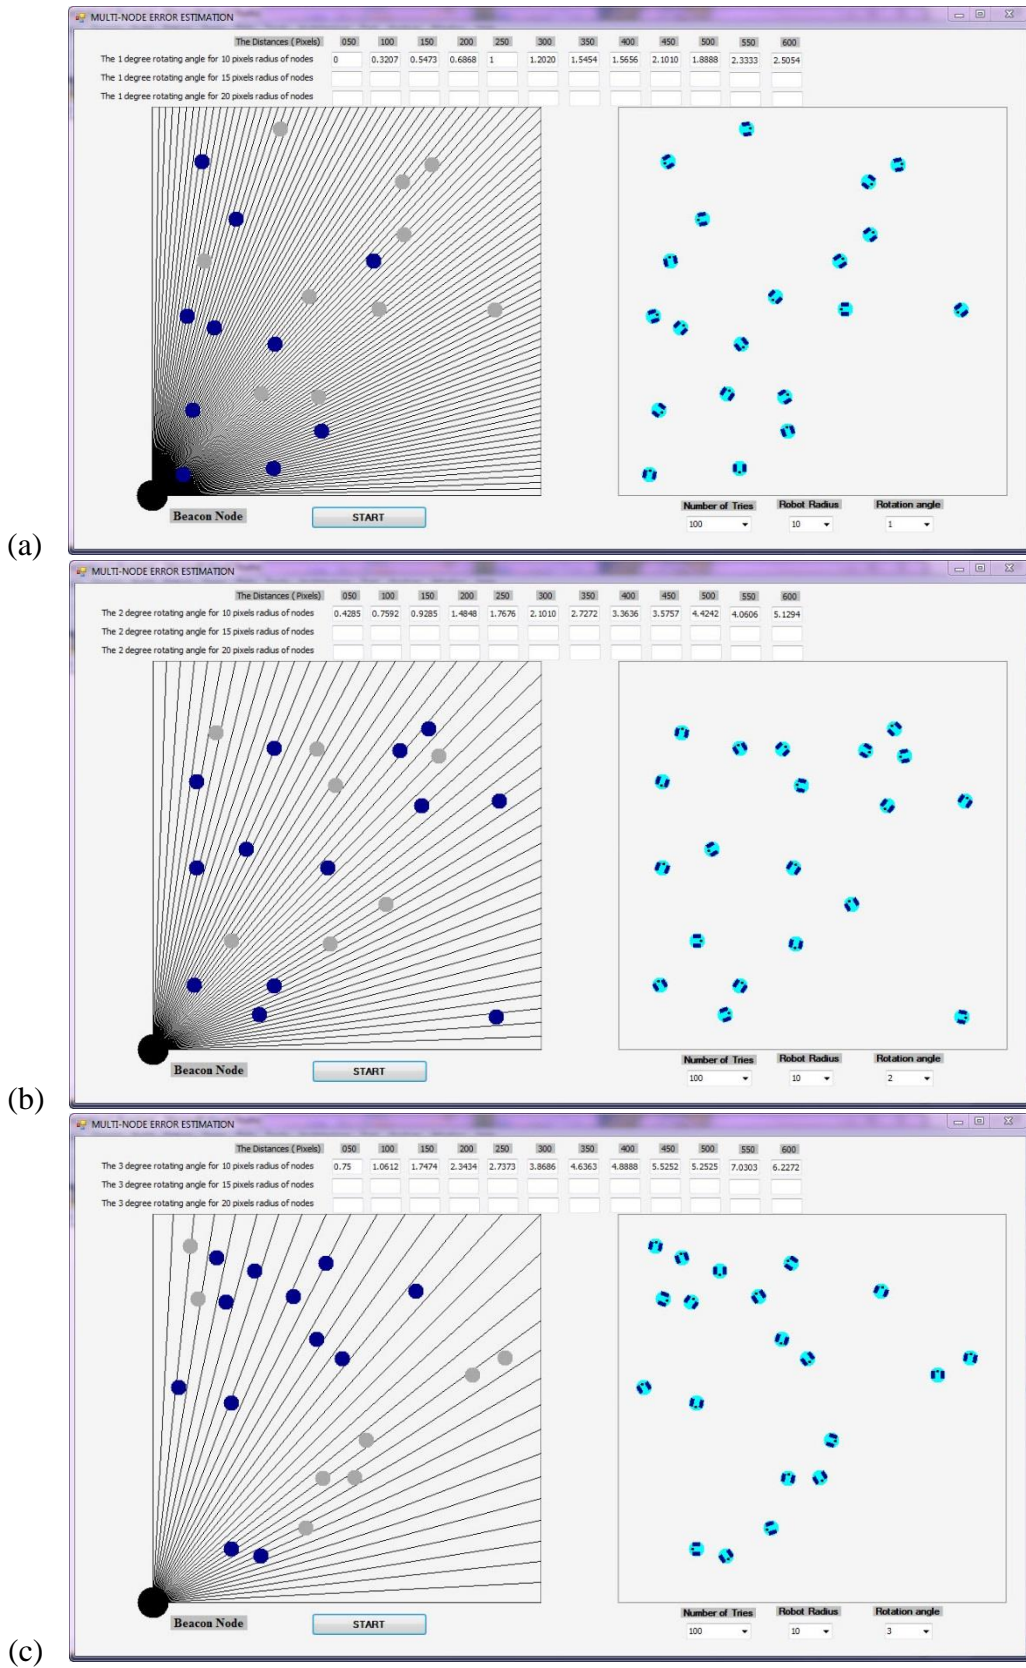 MULTI-NODE ERROR ESTIMATION
The Distances ( Pixels) 050 100 150 200 250 300 350 400 450 500 550 600
The 1 degree rotating angle for 10 pixels radius of nodes 0 0.3207 0.5473 0.6868 1 1.2020 1.5454 1.5656 2.1010 1.8888 2.3333 2.5054
The 1 degree rotating angle for 15 pixels radius of nodes
The 1 degree rotating angle for 20 pixels radius of nodes
Number of Tries Robot Radius Rotation angle
Beacon Node START 100 10 1
(a)
MULTI-NODE ERROR ESTIMATION
The Distances ( Pixels) 050 100 150 200 250 300 350 400 450 500 550 600
The 2 degree rotating angle for 10 pixels radius of nodes 0.4285 0.7592 0.9285 1.4848 1.7676 2.1010 2.7272 3.3636 3.5757 4.4242 4.0606 5.1294
The 2 degree rotating angle for 15 pixels radius of nodes
The 2 degree rotating angle for 20 pixels radius of nodes
Number of Tries Robot Radius Rotation angle
Beacon Node START 100 10 2
(b)
MULTI-NODE ERROR ESTIMATION
The Distances ( Pixels) 050 100 150 200 250 300 350 400 450 500 550 600
The 3 degree rotating angle for 10 pixels radius of nodes 0.75 1.0612 1.7474 2.3434 2.7373 3.8686 4.6363 4.8888 5.5252 5.2525 7.0303 6.2272
The 3 degree rotating angle for 15 pixels radius of nodes
The 3 degree rotating angle for 20 pixels radius of nodes
Number of Tries Robot Radius Rotation angle
Beacon Node START 100 10 3
(c)